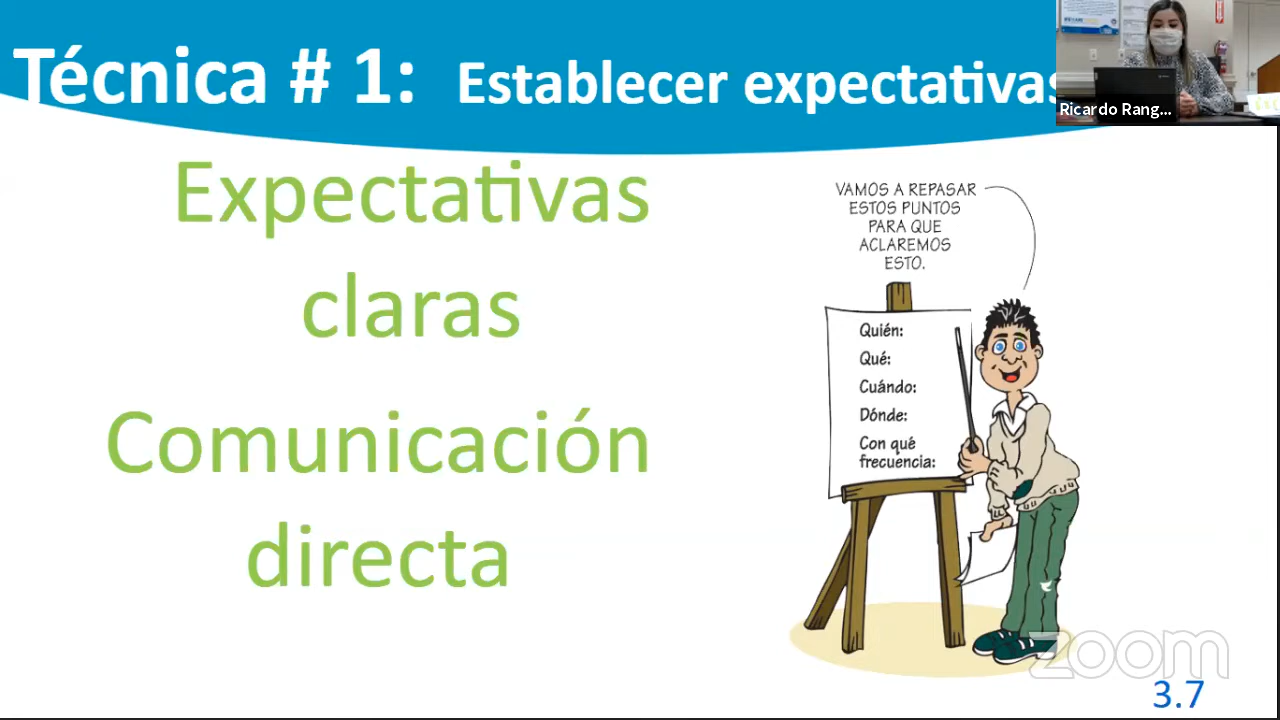 Técnica # 1: Establecer expectativas
Ricardo Rang...
Expectativas
claras
Comunicación
directa
VAMOS A REPASAR
ESTOS PUNTOS
PARA QUE
ACLAREMOS
ESTO.
Quién:
Qué:
Cuándo:
Dónde:
Con qué
frecuencia:
zoom
3.7